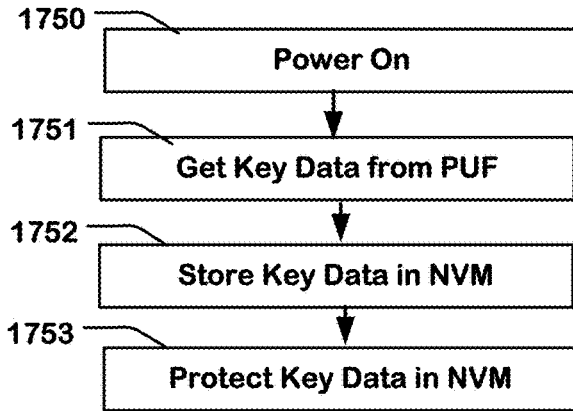 1750
Power On
1751
Get Key Data from PUF
1752
Store Key Data in NVM
1753
Protect Key Data in NVM